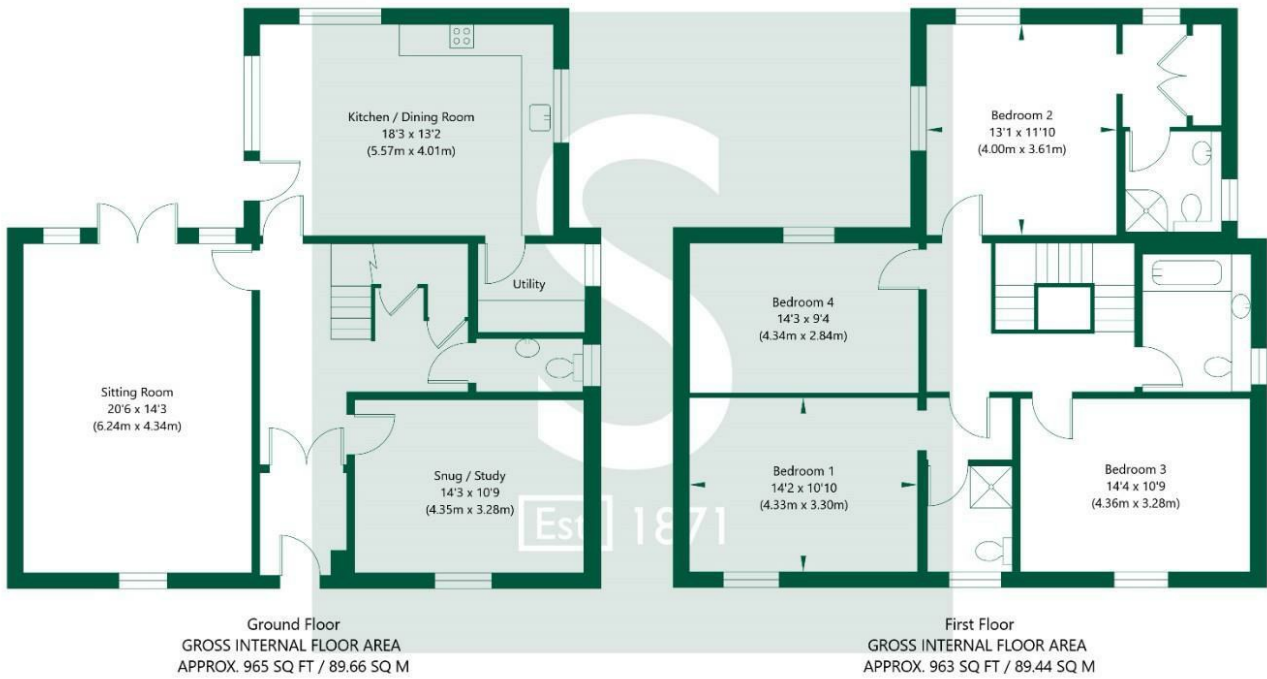 Kitchen / Dining Room
18'3 x 13'2
(5.57m x 4.01m)
Utility
Sitting Room
20'6 x 14'3
(6.24m x 4.34m)
Snug / Study
14'3 x 10'9
(4.35m x 3.28m)
Ground Floor
GROSS INTERNAL FLOOR AREA
APPROX. 965 SQ FT / 89.66 SQ M
Bedroom 2
13'1 x 11'10
(4.00m x 3.61m)
Bedroom 4
14'3 x 9'4
(4.34m x 2.84m)
Bedroom 1
14'2 x 10'10
(4.33m x 3.30m)
Bedroom 3
14'4 x 10'9
(4.36m x 3.28m)
First Floor
GROSS INTERNAL FLOOR AREA
APPROX. 963 SQ FT / 89.44 SQ M
S
Est 1871